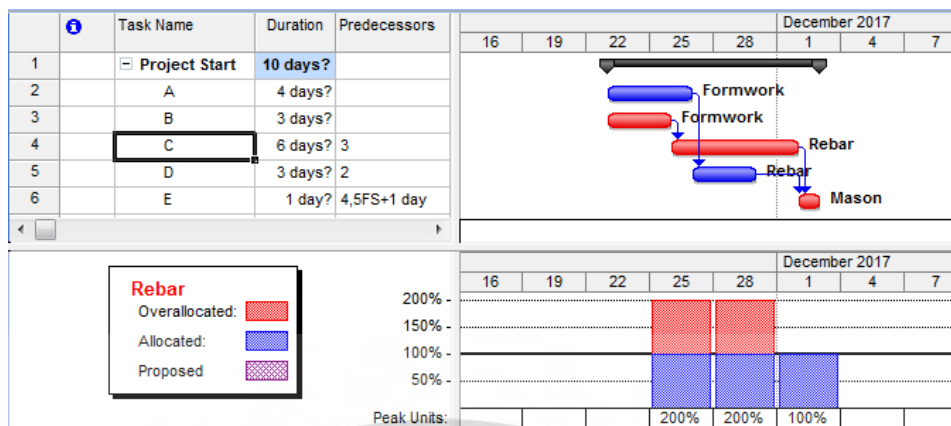 Task Name Duration Predecessors
December 2017
16 19 22 25 28 1 4 7
1 Project Start 10 days?
2 A 4 days? Formwork
3 B 3 days? Formwork
4 C 6 days? 3 Rebar
5 D 3 days? 2 Rebar
6 E 1 day? 4,5FS+1 day Mason
December 2017
16 19 22 25 28 1 4 7
Rebar
Overallocated:
Allocated:
Proposed
200%
150%
100%
50%
Peak Units: 200% 200% 100%